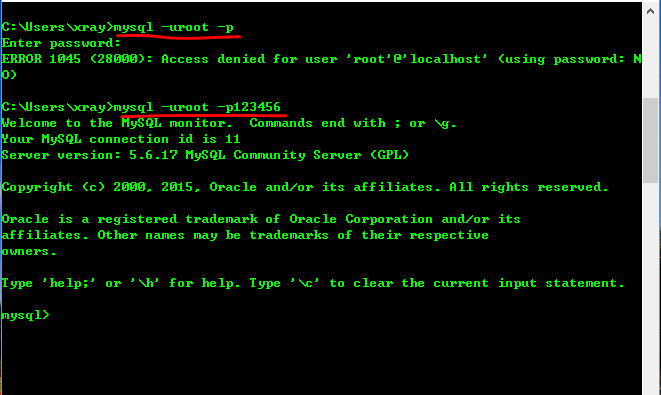 C:\Users\xray>mysql -uroot -p
Enter password:
ERROR 1045 (28000): Access denied for user 'root'@'localhost' (using password: N
O)
C:\Users\xray>mysql -uroot -p123456
Welcome to the MySQL monitor.  Commands end with ; or \g.
Your MySQL connection id is 11
Server version: 5.6.17 MySQL Community Server (GPL)
Copyright (c) 2000, 2015, Oracle and/or its affiliates. All rights reserved.
Oracle is a registered trademark of Oracle Corporation and/or its
affiliates. Other names may be trademarks of their respective
owners.
Type 'help;' or '\h' for help. Type '\c' to clear the current input statement.
mysql>